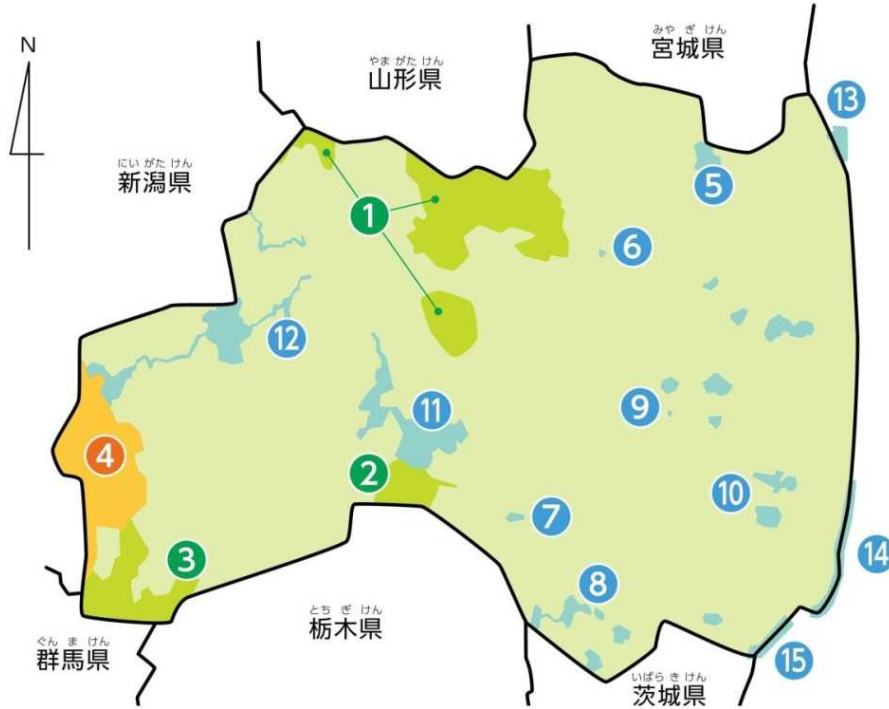 N
みやぎけん
宮城県
やまがたけん
山形県
13
にいがたけん
新潟県
5
1
6
12
11
9
4
2
10
7
3
8
14
とちぎけん
栃木県
ぐんまけん
群馬県
15
いばらきけん
茨城県